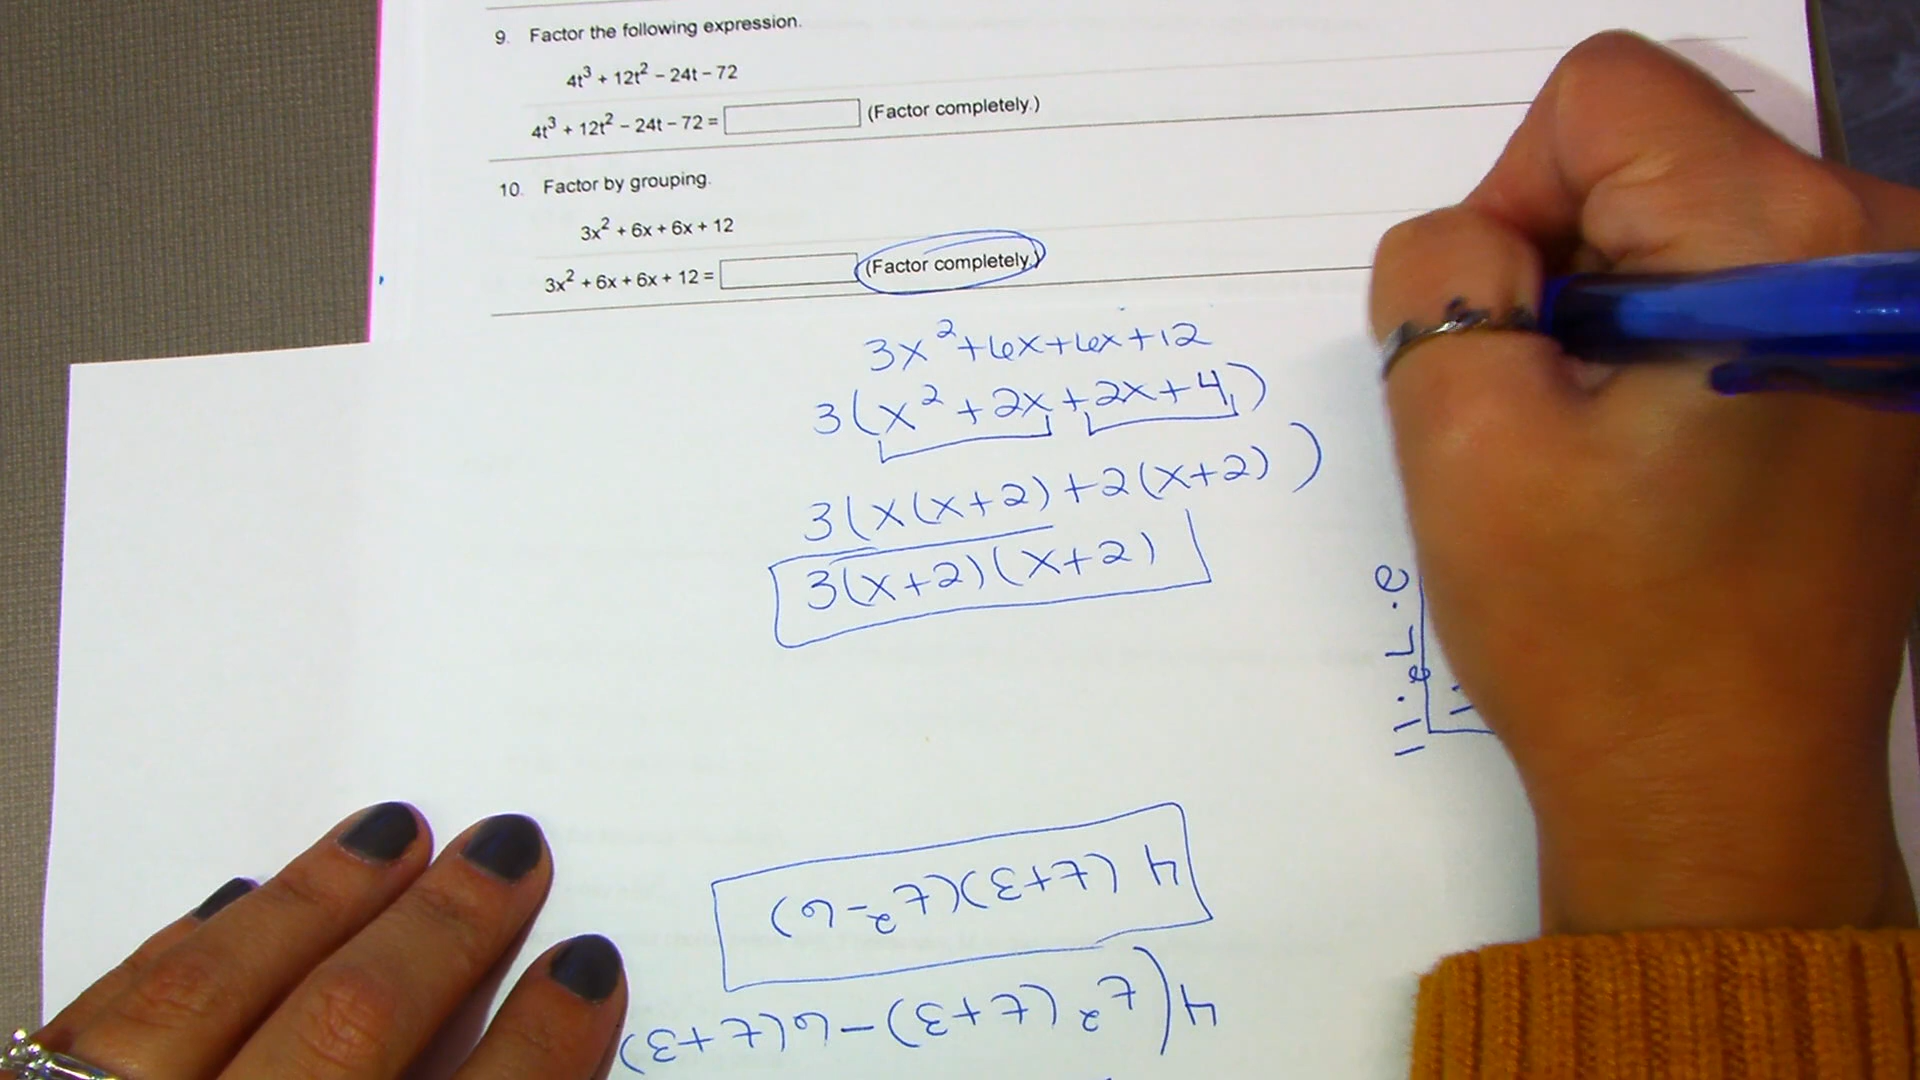 9. Factor the following expression.
4t³ + 12t² − 24t − 72
4t³ + 12t² − 24t − 72 = (Factor completely.)
10. Factor by grouping.
3x² + 6x + 6x + 12
3x² + 6x + 6x + 12 = (Factor completely.)
3x² + 6x + 6x + 12
3(x² + 2x + 2x + 4)
3(x(x+2) + 2(x+2))
3(x+2)(x+2)
4(t² (t+3) − 6(t+3)
4(t+3)(t² − 6)